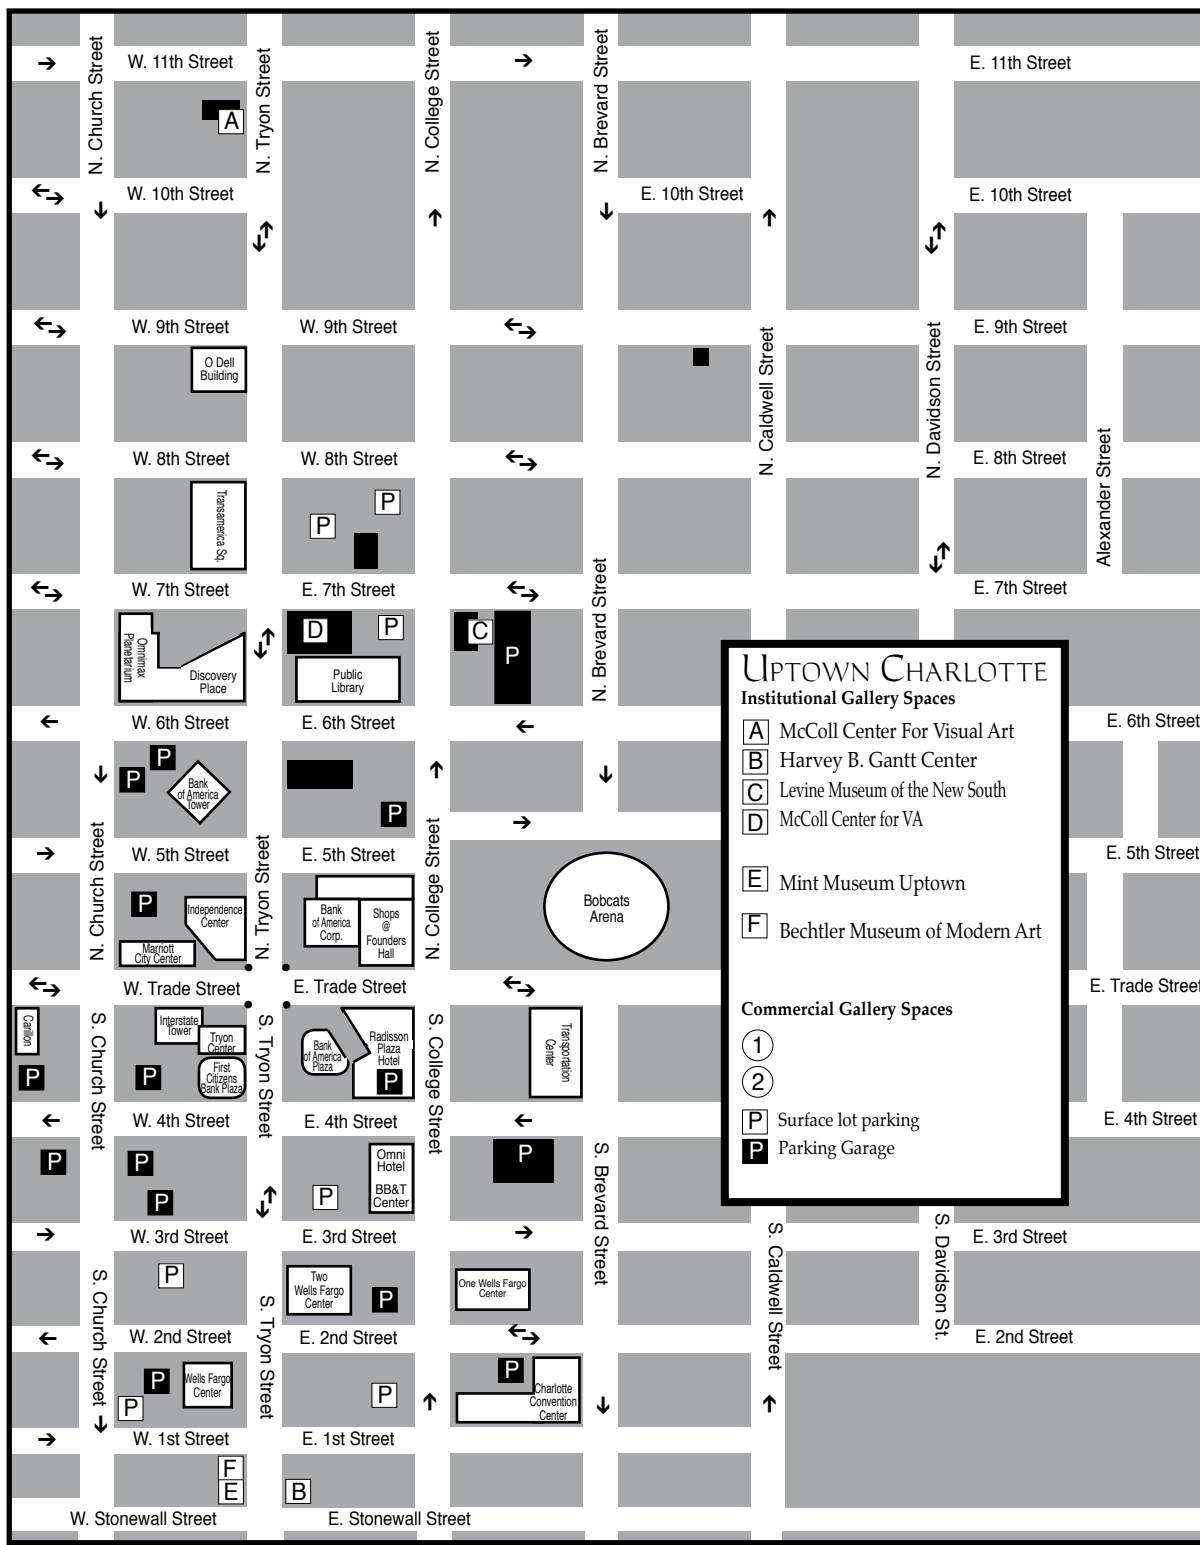 N. Church Street
N. Tryon Street
N. College Street
N. Brevard Street
W. 11th Street
E. 11th Street
A
W. 10th Street
E. 10th Street
E. 10th Street
W. 9th Street
W. 9th Street
E. 9th Street
N. Caldwell Street
N. Davidson Street
Alexander Street
O Dell
Building
W. 8th Street
W. 8th Street
E. 8th Street
Transamerica Sq.
P
P
W. 7th Street
E. 7th Street
E. 7th Street
N. Brevard Street
Omnimax
Planetarium
Discovery
Place
D
P
Public
Library
C
P
W. 6th Street
E. 6th Street
E. 6th Street
P
P
Bank
of America
Tower
P
N. Church Street
N. Tryon Street
N. College Street
W. 5th Street
E. 5th Street
E. 5th Street
P
Independence
Center
Marriott
City Center
Bank
of America
Corp.
Shops
@
Founders
Hall
Bobcats
Arena
W. Trade Street
E. Trade Street
E. Trade Street
Carillon
P
S. Church Street
Interstate
Tower
Tryon
Center
First
Citizens
Bank Plaza
P
S. Tryon Street
Bank
of America
Plaza
Radisson
Plaza
Hotel
P
S. College Street
Transportation
Center
W. 4th Street
E. 4th Street
E. 4th Street
P
P
P
P
Omni
Hotel
BB&T
Center
P
S. Brevard Street
W. 3rd Street
E. 3rd Street
E. 3rd Street
S. Caldwell Street
S. Davidson St.
S. Church Street
P
S. Tryon Street
Two
Wells Fargo
Center
P
One Wells Fargo
Center
W. 2nd Street
E. 2nd Street
E. 2nd Street
P
P
Wells Fargo
Center
P
P
Charlotte
Convention
Center
W. 1st Street
E. 1st Street
F
E
B
W. Stonewall Street
E. Stonewall Street
UPTOWN CHARLOTTE
Institutional Gallery Spaces
A McColl Center For Visual Art
B Harvey B. Gantt Center
C Levine Museum of the New South
D McColl Center for VA
E Mint Museum Uptown
F Bechtler Museum of Modern Art
Commercial Gallery Spaces
1
2
P Surface lot parking
P Parking Garage